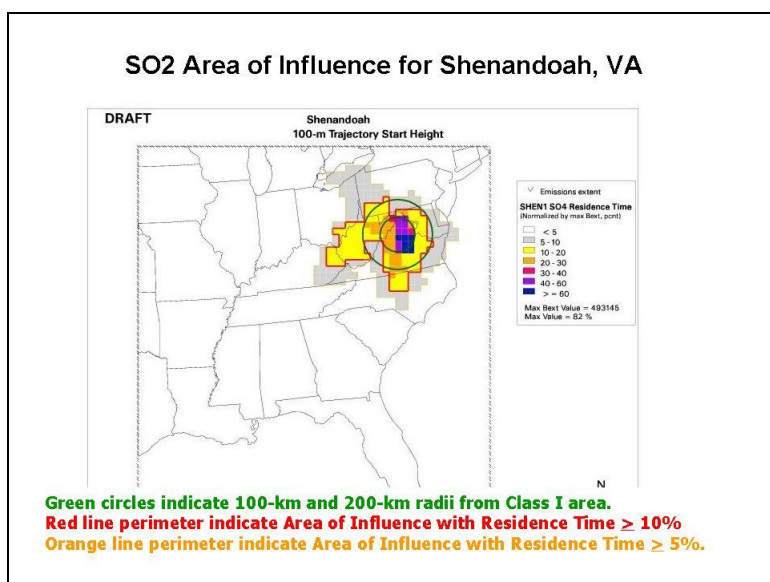 SO2 Area of Influence for Shenandoah, VA
DRAFT
Shenandoah
100-m Trajectory Start Height
Emissions extent
SHEN1 SO4 Residence Time
(Normalized by max Bext, pcnt)
< 5
5 - 10
10 - 20
20 - 30
30 - 40
40 - 60
> = 60
Max Bext Value = 493145
Max Value = 82 %
N
Green circles indicate 100-km and 200-km radii from Class I area.
Red line perimeter indicate Area of Influence with Residence Time ≥ 10%
Orange line perimeter indicate Area of Influence with Residence Time ≥ 5%.